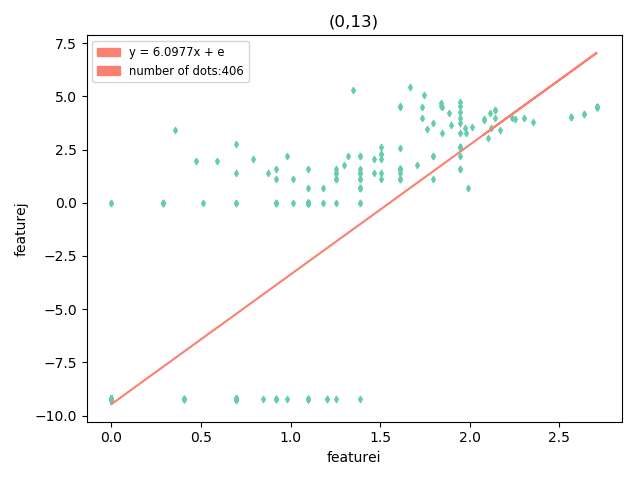 (0,13)
y = 6.0977x + e
number of dots:406
7.5
5.0
2.5
0.0
−2.5
−5.0
−7.5
−10.0
featurej
0.0 0.5 1.0 1.5 2.0 2.5
featurei